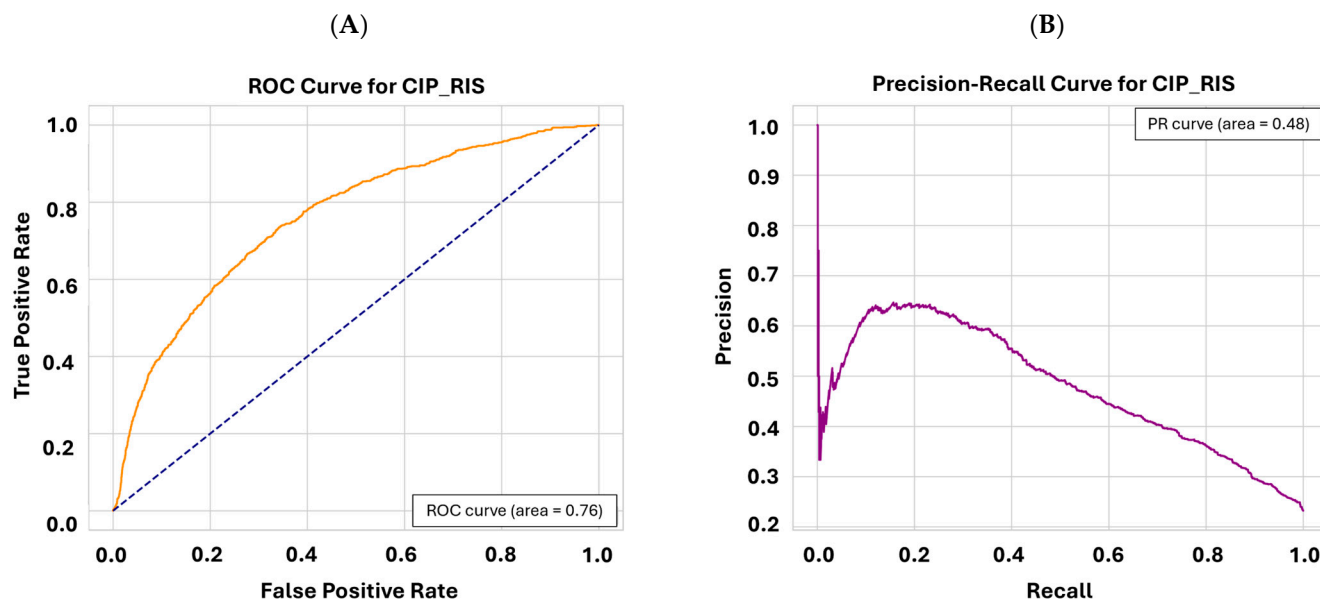 (A)
ROC Curve for CIP_RIS
True Positive Rate
1.0
0.8
0.6
0.4
0.2
0.0
ROC curve (area = 0.76)
0.0 0.2 0.4 0.6 0.8 1.0
False Positive Rate
(B)
Precision-Recall Curve for CIP_RIS
PR curve (area = 0.48)
Precision
1.0
0.9
0.8
0.7
0.6
0.5
0.4
0.3
0.2
0.0 0.2 0.4 0.6 0.8 1.0
Recall